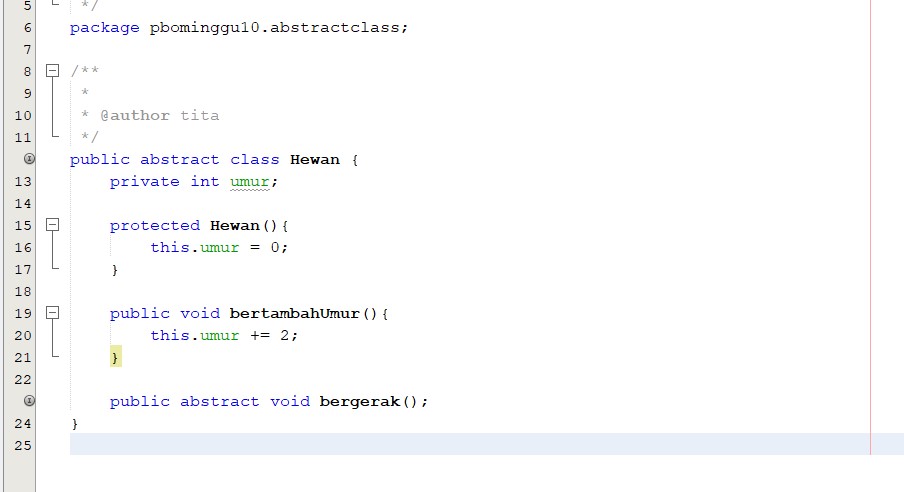 5 */
6 package pbominggu10.abstractclass;
7
8 /**
9 *
10 * @author tita
11 */
public abstract class Hewan {
13 private int umur;
14
15 protected Hewan(){
16 this.umur = 0;
17 }
18
19 public void bertambahUmur(){
20 this.umur += 2;
21 }
22
public abstract void bergerak();
24 }
25